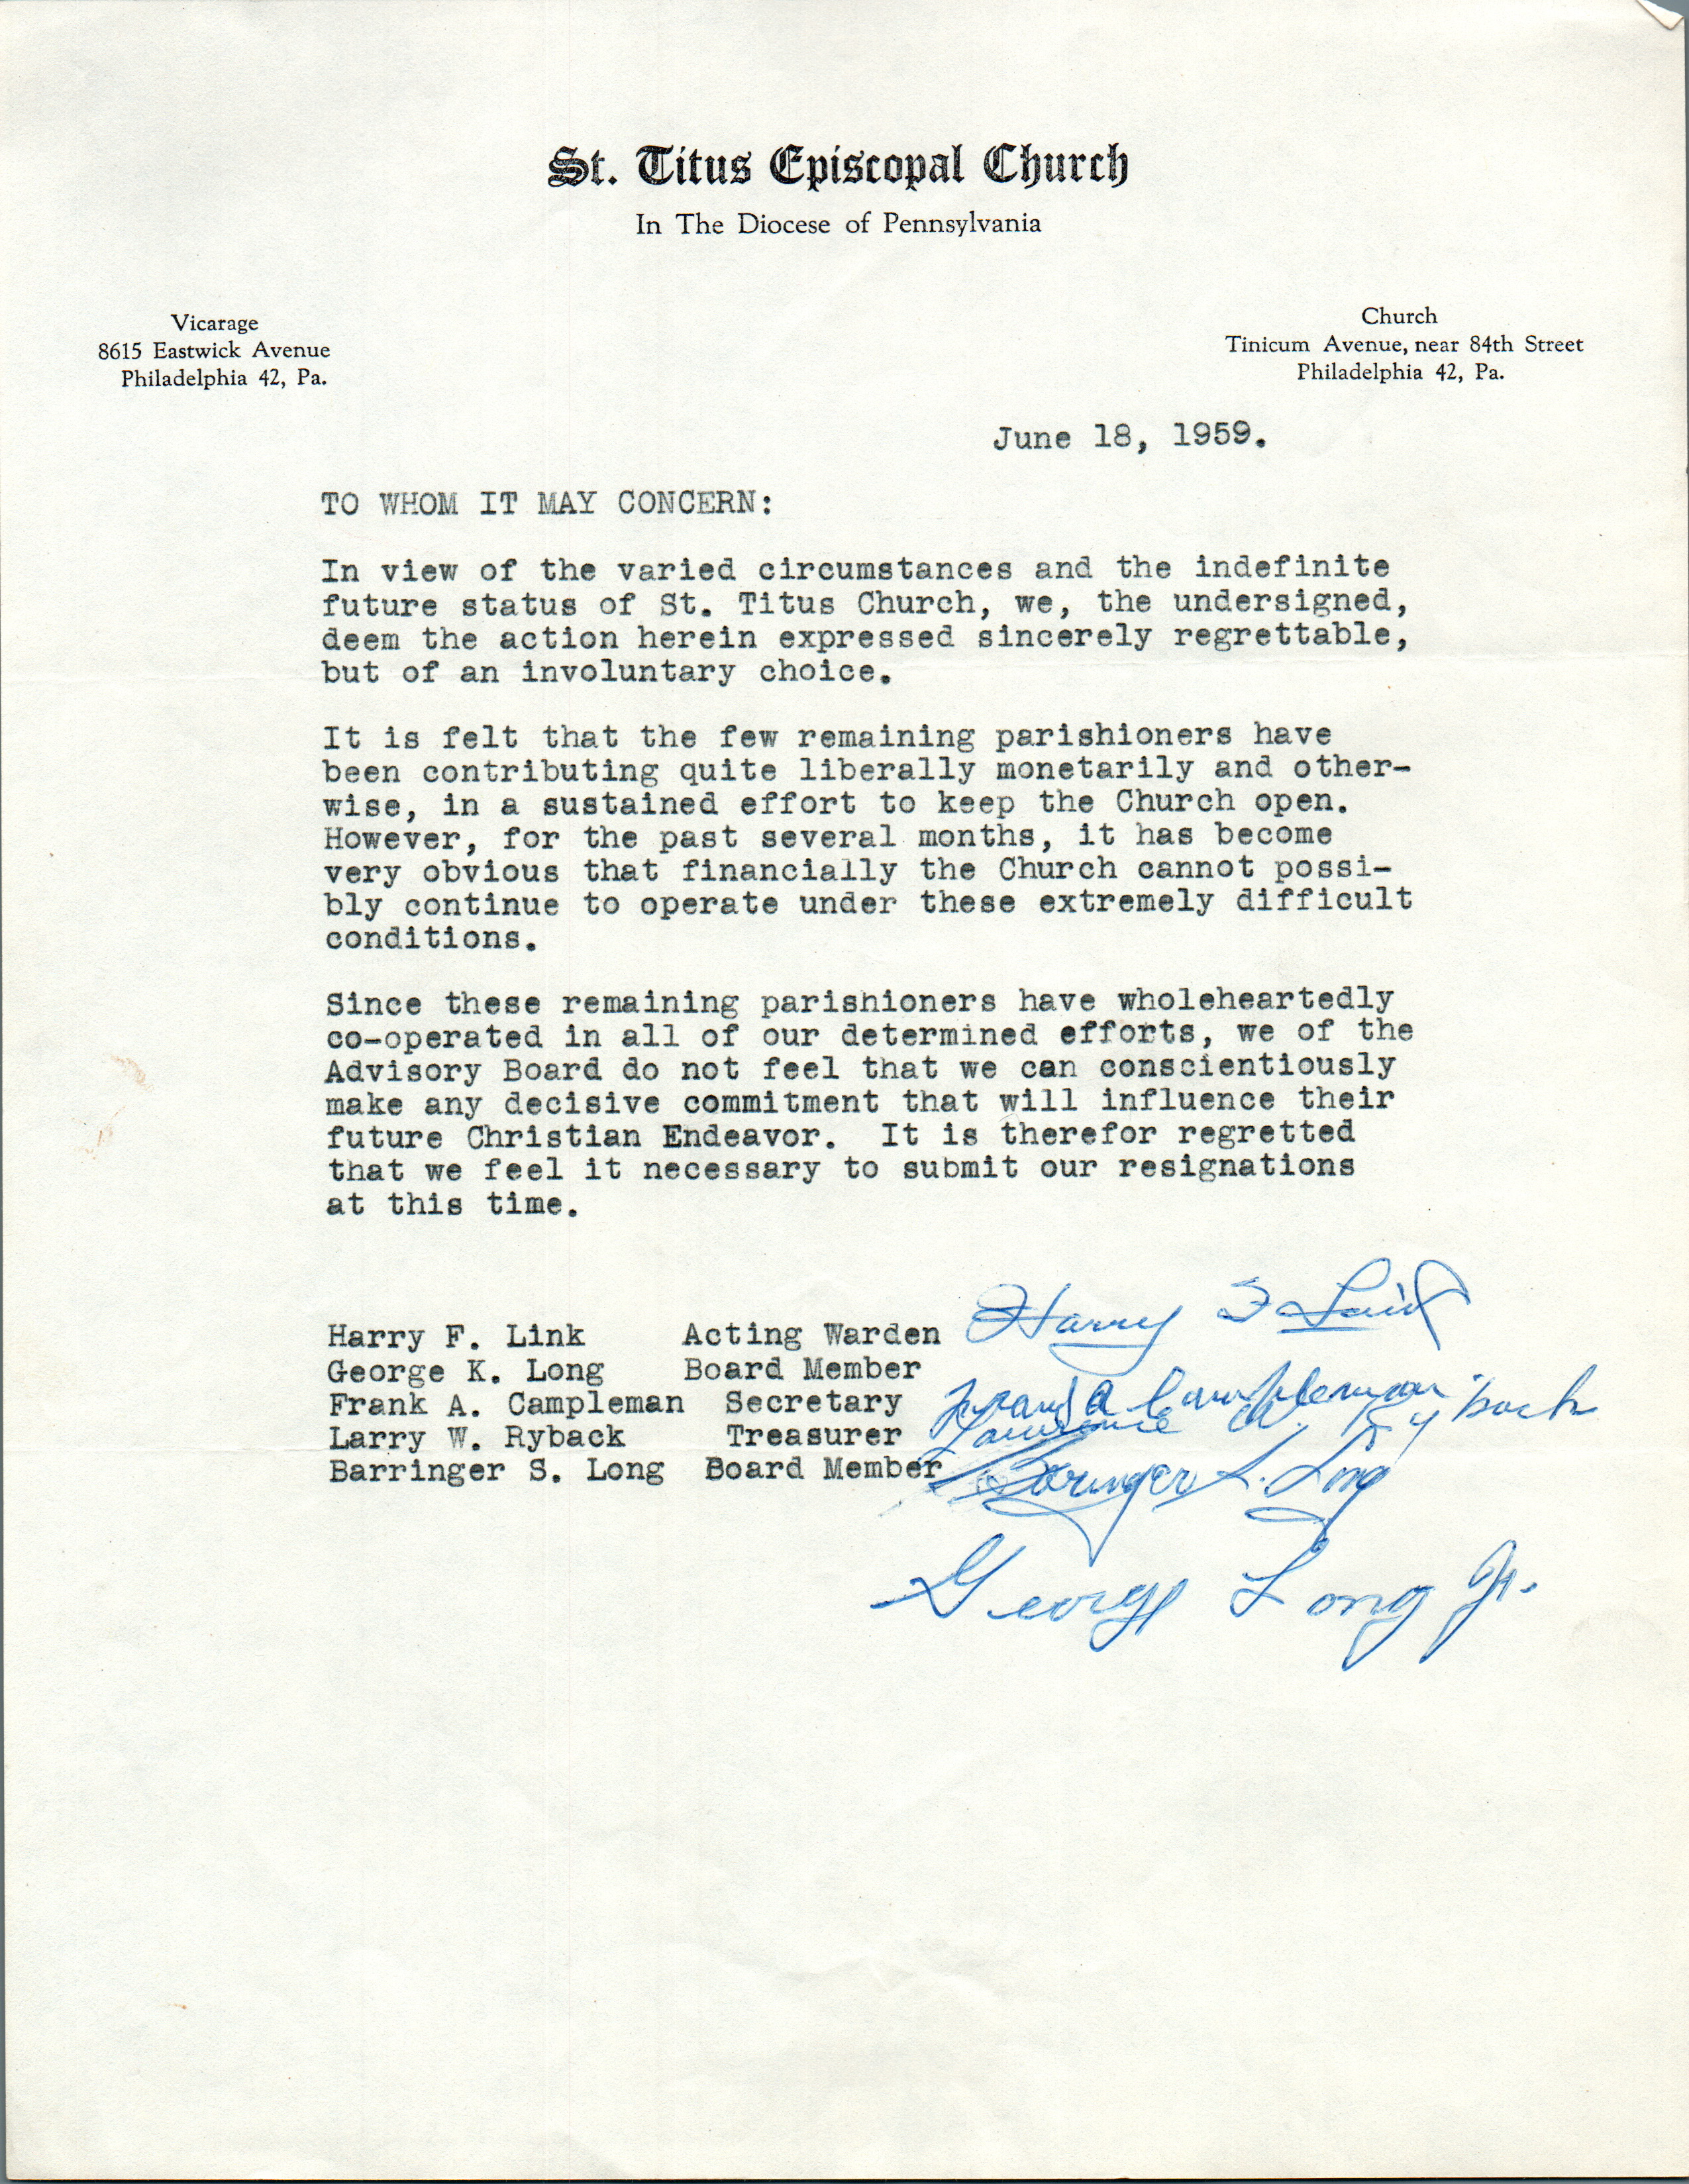 St. Titus Episcopal Church
In The Diocese of Pennsylvania
Vicarage
8615 Eastwick Avenue
Philadelphia 42, Pa.
Church
Tinicum Avenue, near 84th Street
Philadelphia 42, Pa.
June 18, 1959.
TO WHOM IT MAY CONCERN:
In view of the varied circumstances and the indefinite
future status of St. Titus Church, we, the undersigned,
deem the action herein expressed sincerely regrettable,
but of an involuntary choice.
It is felt that the few remaining parishioners have
been contributing quite liberally monetarily and other-
wise, in a sustained effort to keep the Church open.
However, for the past several months, it has become
very obvious that financially the Church cannot possi-
bly continue to operate under these extremely difficult
conditions.
Since these remaining parishioners have wholeheartedly
co-operated in all of our determined efforts, we of the
Advisory Board do not feel that we can conscientiously
make any decisive commitment that will influence their
future Christian Endeavor. It is therefor regretted
that we feel it necessary to submit our resignations
at this time.
Harry F. Link Acting Warden Harry F Link
George K. Long Board Member
Frank A. Campleman Secretary Frank A Campleman
Larry W. Ryback Treasurer Lawrence W. Ryback
Barringer S. Long Board Member Barringer S. Long
George Long Jr.